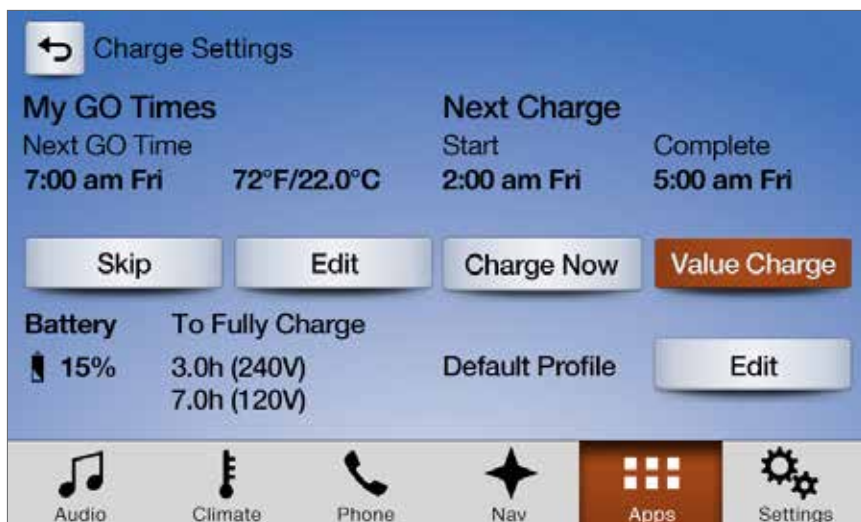 Charge Settings
My GO Times
Next GO Time
7:00 am Fri 72°F/22.0°C
Next Charge
Start Complete
2:00 am Fri 5:00 am Fri
Skip Edit Charge Now Value Charge
Battery To Fully Charge
15% 3.0h (240V)
7.0h (120V)
Default Profile Edit
Audio Climate Phone Nav Apps Settings